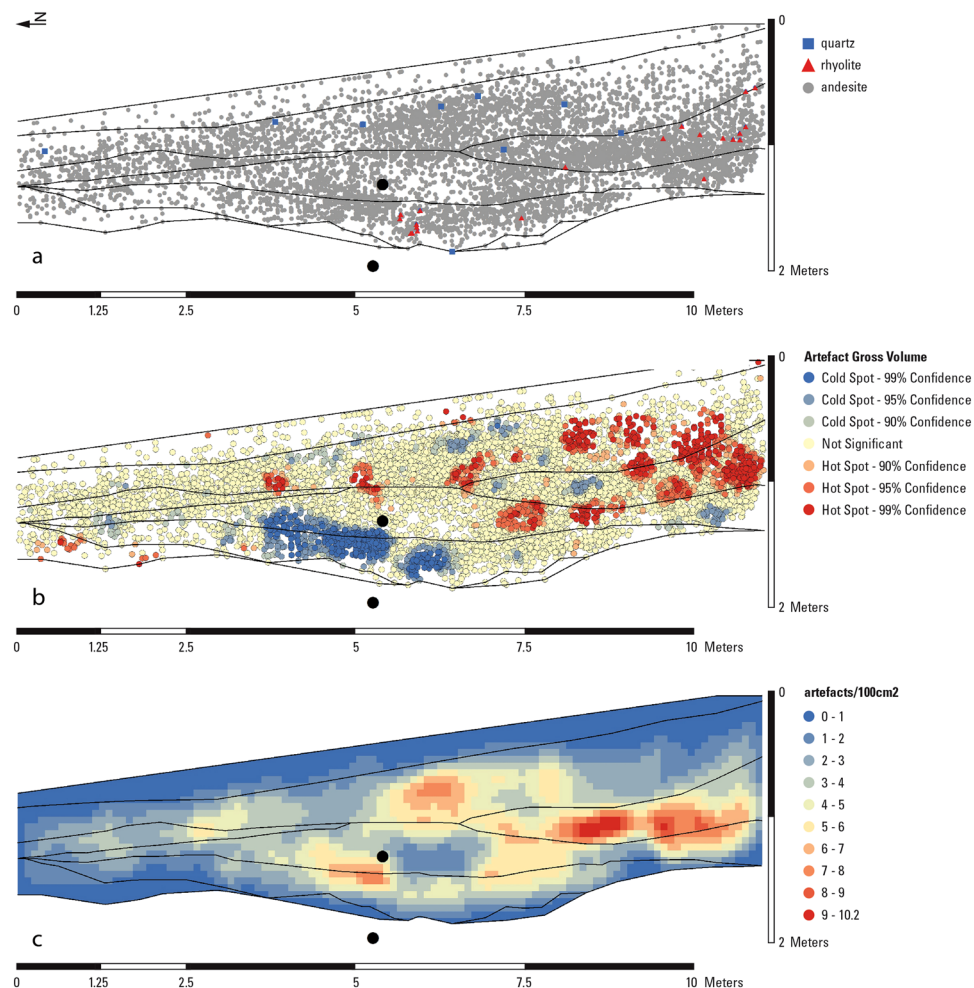 N
0
quartz
rhyolite
andesite
a
2 Meters
0 1.25 2.5 5 7.5 10 Meters
0
Artefact Gross Volume
Cold Spot - 99% Confidence
Cold Spot - 95% Confidence
Cold Spot - 90% Confidence
Not Significant
Hot Spot - 90% Confidence
Hot Spot - 95% Confidence
Hot Spot - 99% Confidence
b
2 Meters
0 1.25 2.5 5 7.5 10 Meters
0
artefacts/100cm2
0 - 1
1 - 2
2 - 3
3 - 4
4 - 5
5 - 6
6 - 7
7 - 8
8 - 9
9 - 10.2
c
2 Meters
0 1.25 2.5 5 7.5 10 Meters